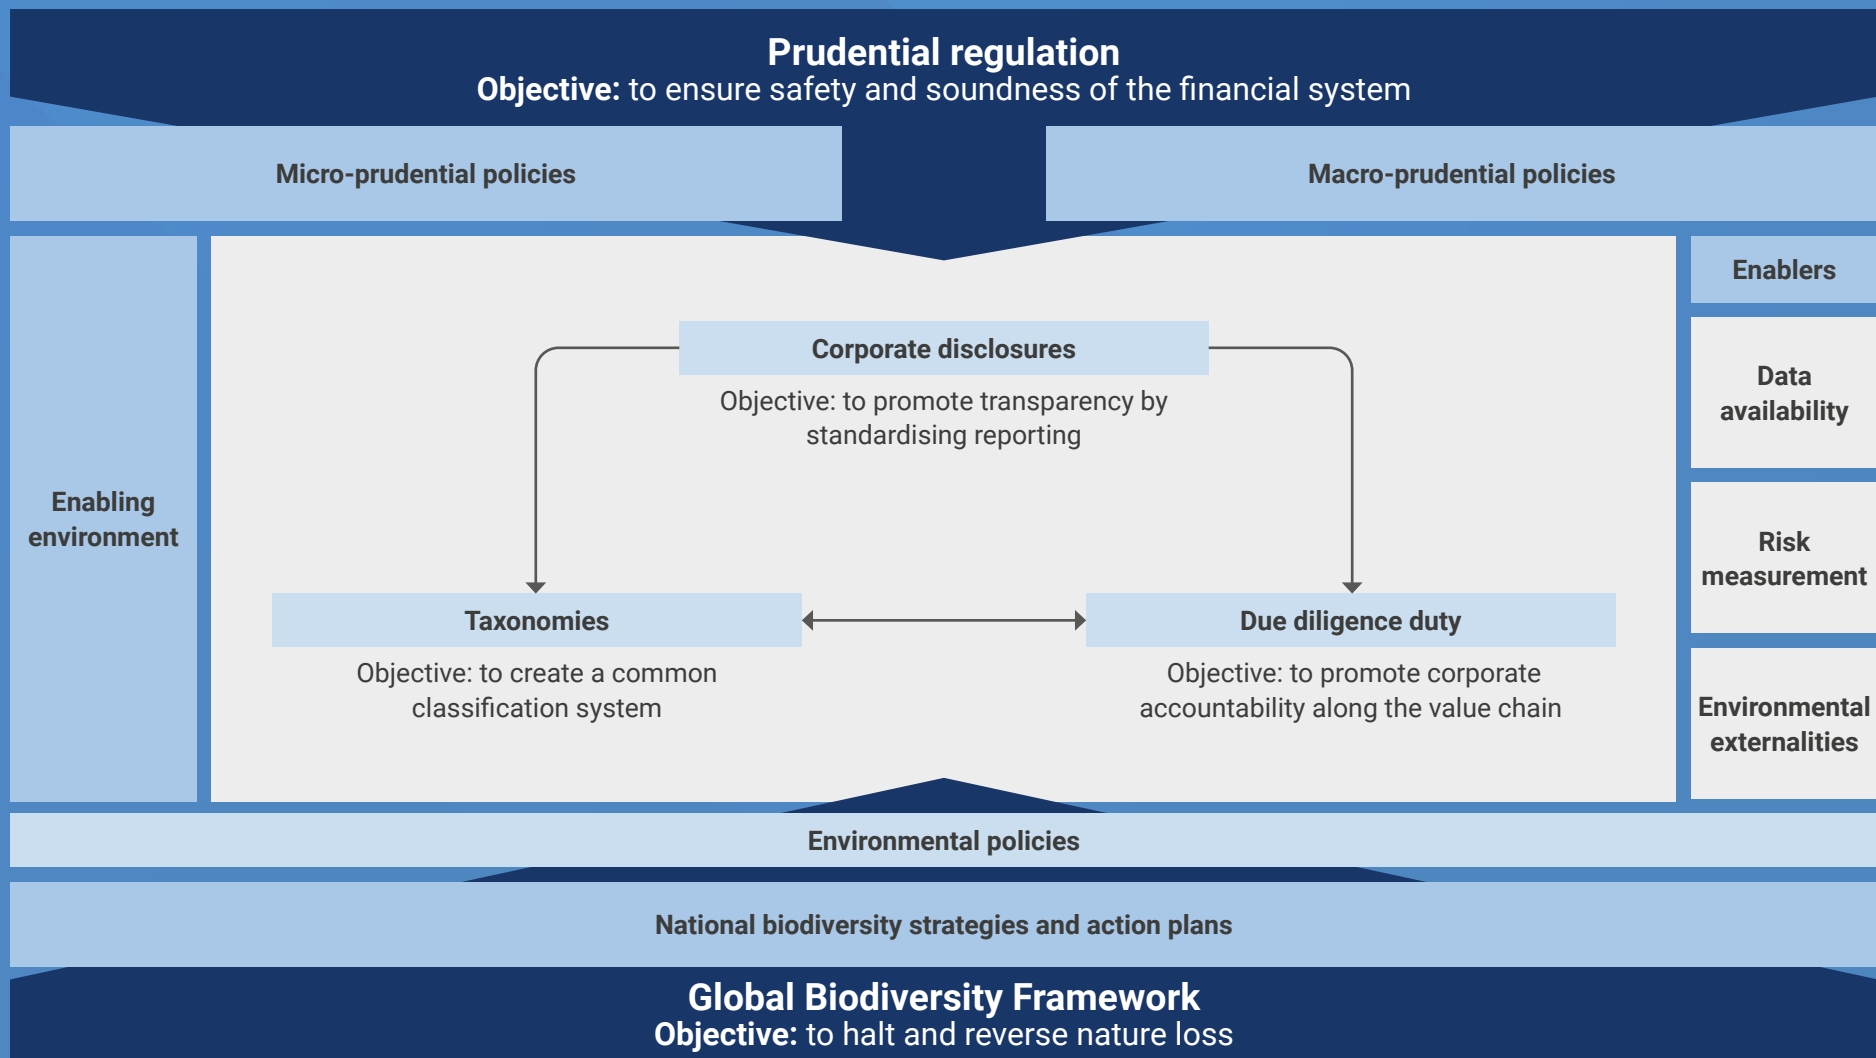 Prudential regulation
Objective: to ensure safety and soundness of the financial system
Micro-prudential policies
Macro-prudential policies
Enabling
environment
Corporate disclosures
Objective: to promote transparency by
standardising reporting
Taxonomies
Objective: to create a common
classification system
Due diligence duty
Objective: to promote corporate
accountability along the value chain
Enablers
Data
availability
Risk
measurement
Environmental
externalities
Environmental policies
National biodiversity strategies and action plans
Global Biodiversity Framework
Objective: to halt and reverse nature loss